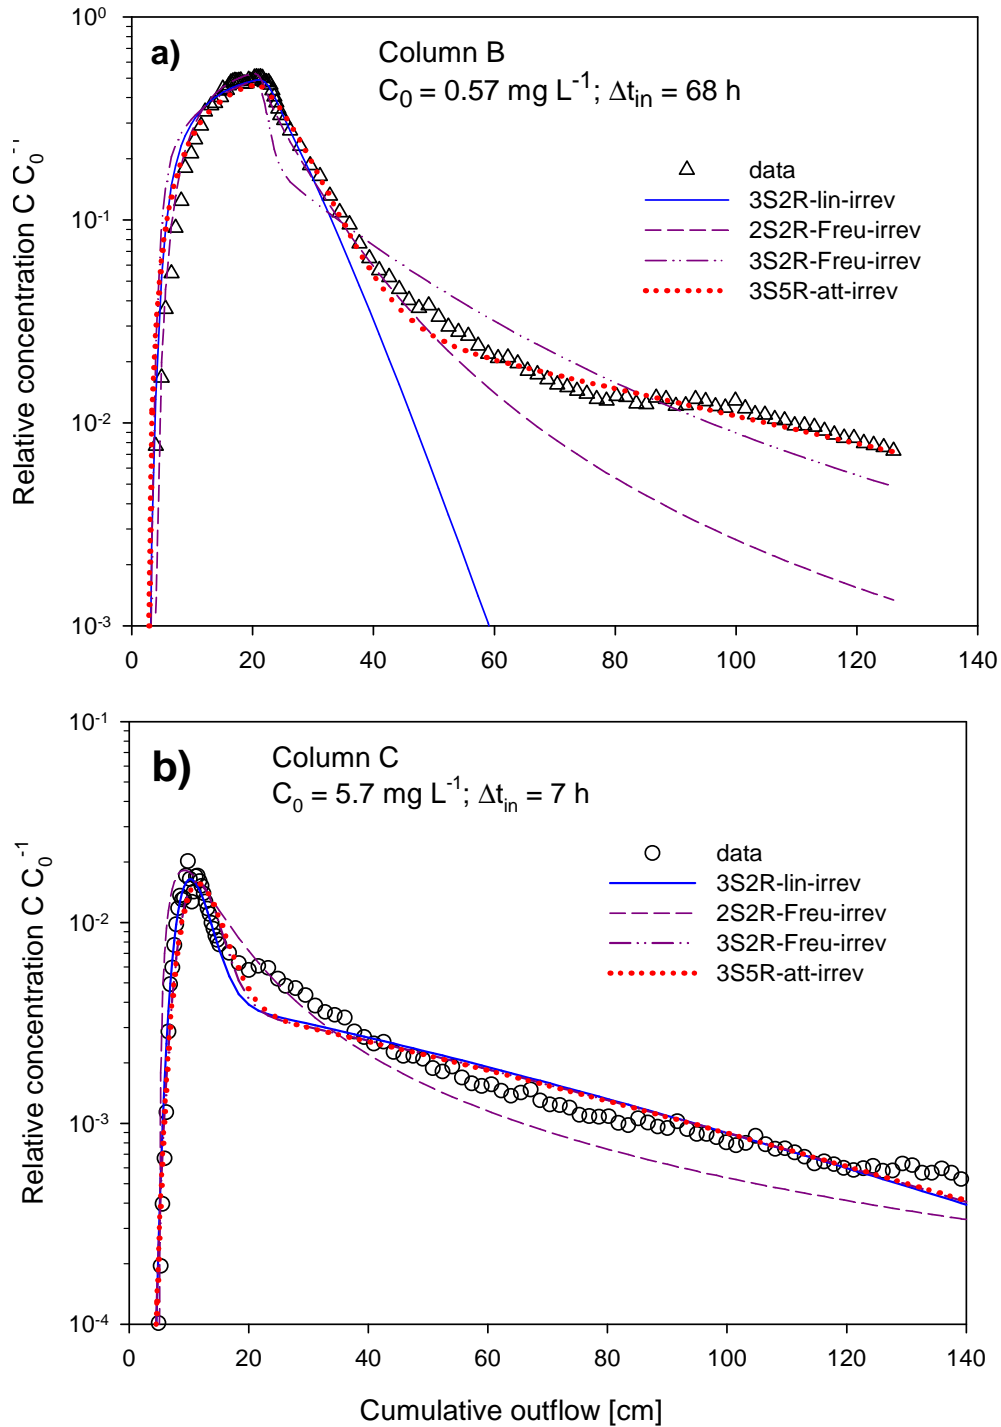 a)
Column B
C0 = 0.57 mg L-1; Δtin = 68 h
data
3S2R-lin-irrev
2S2R-Freu-irrev
3S2R-Freu-irrev
3S5R-att-irrev
Relative concentration C C0
10^0
10^-1
10^-2
10^-3
0 20 40 60 80 100 120 140
b)
Column C
C0 = 5.7 mg L-1; Δtin = 7 h
data
3S2R-lin-irrev
2S2R-Freu-irrev
3S2R-Freu-irrev
3S5R-att-irrev
Relative concentration C C0-1
10^-1
10^-2
10^-3
10^-4
0 20 40 60 80 100 120 140
Cumulative outflow [cm]